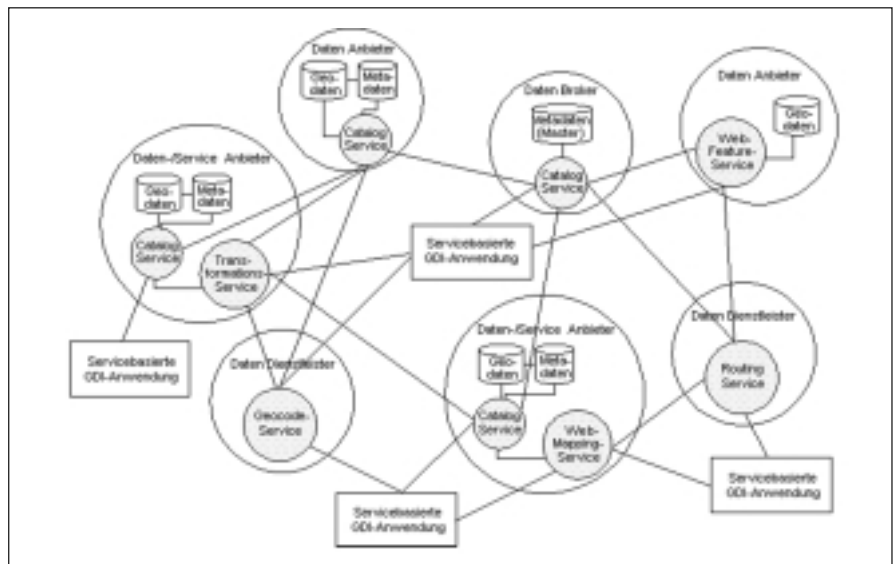 Daten Anbieter
Geo-
daten
Meta-
daten
Catalog
Service
Daten Broker
Metadaten
(Master)
Catalog
Service
Daten Anbieter
Geo-
daten
Web-
Feature-
Service
Daten-/Service Anbieter
Geo-
daten
Meta-
daten
Catalog
Service
Trans-
formations-
Service
Servicebasierte
GDI-Anwendung
Servicebasierte
GDI-Anwendung
Daten Dienstleister
Geocode-
Service
Daten-/Service Anbieter
Geo-
daten
Meta-
daten
Catalog
Service
Web-
Mapping-
Service
Daten Dienstleister
Routing
Service
Servicebasierte
GDI-Anwendung
Servicebasierte
GDI-Anwendung